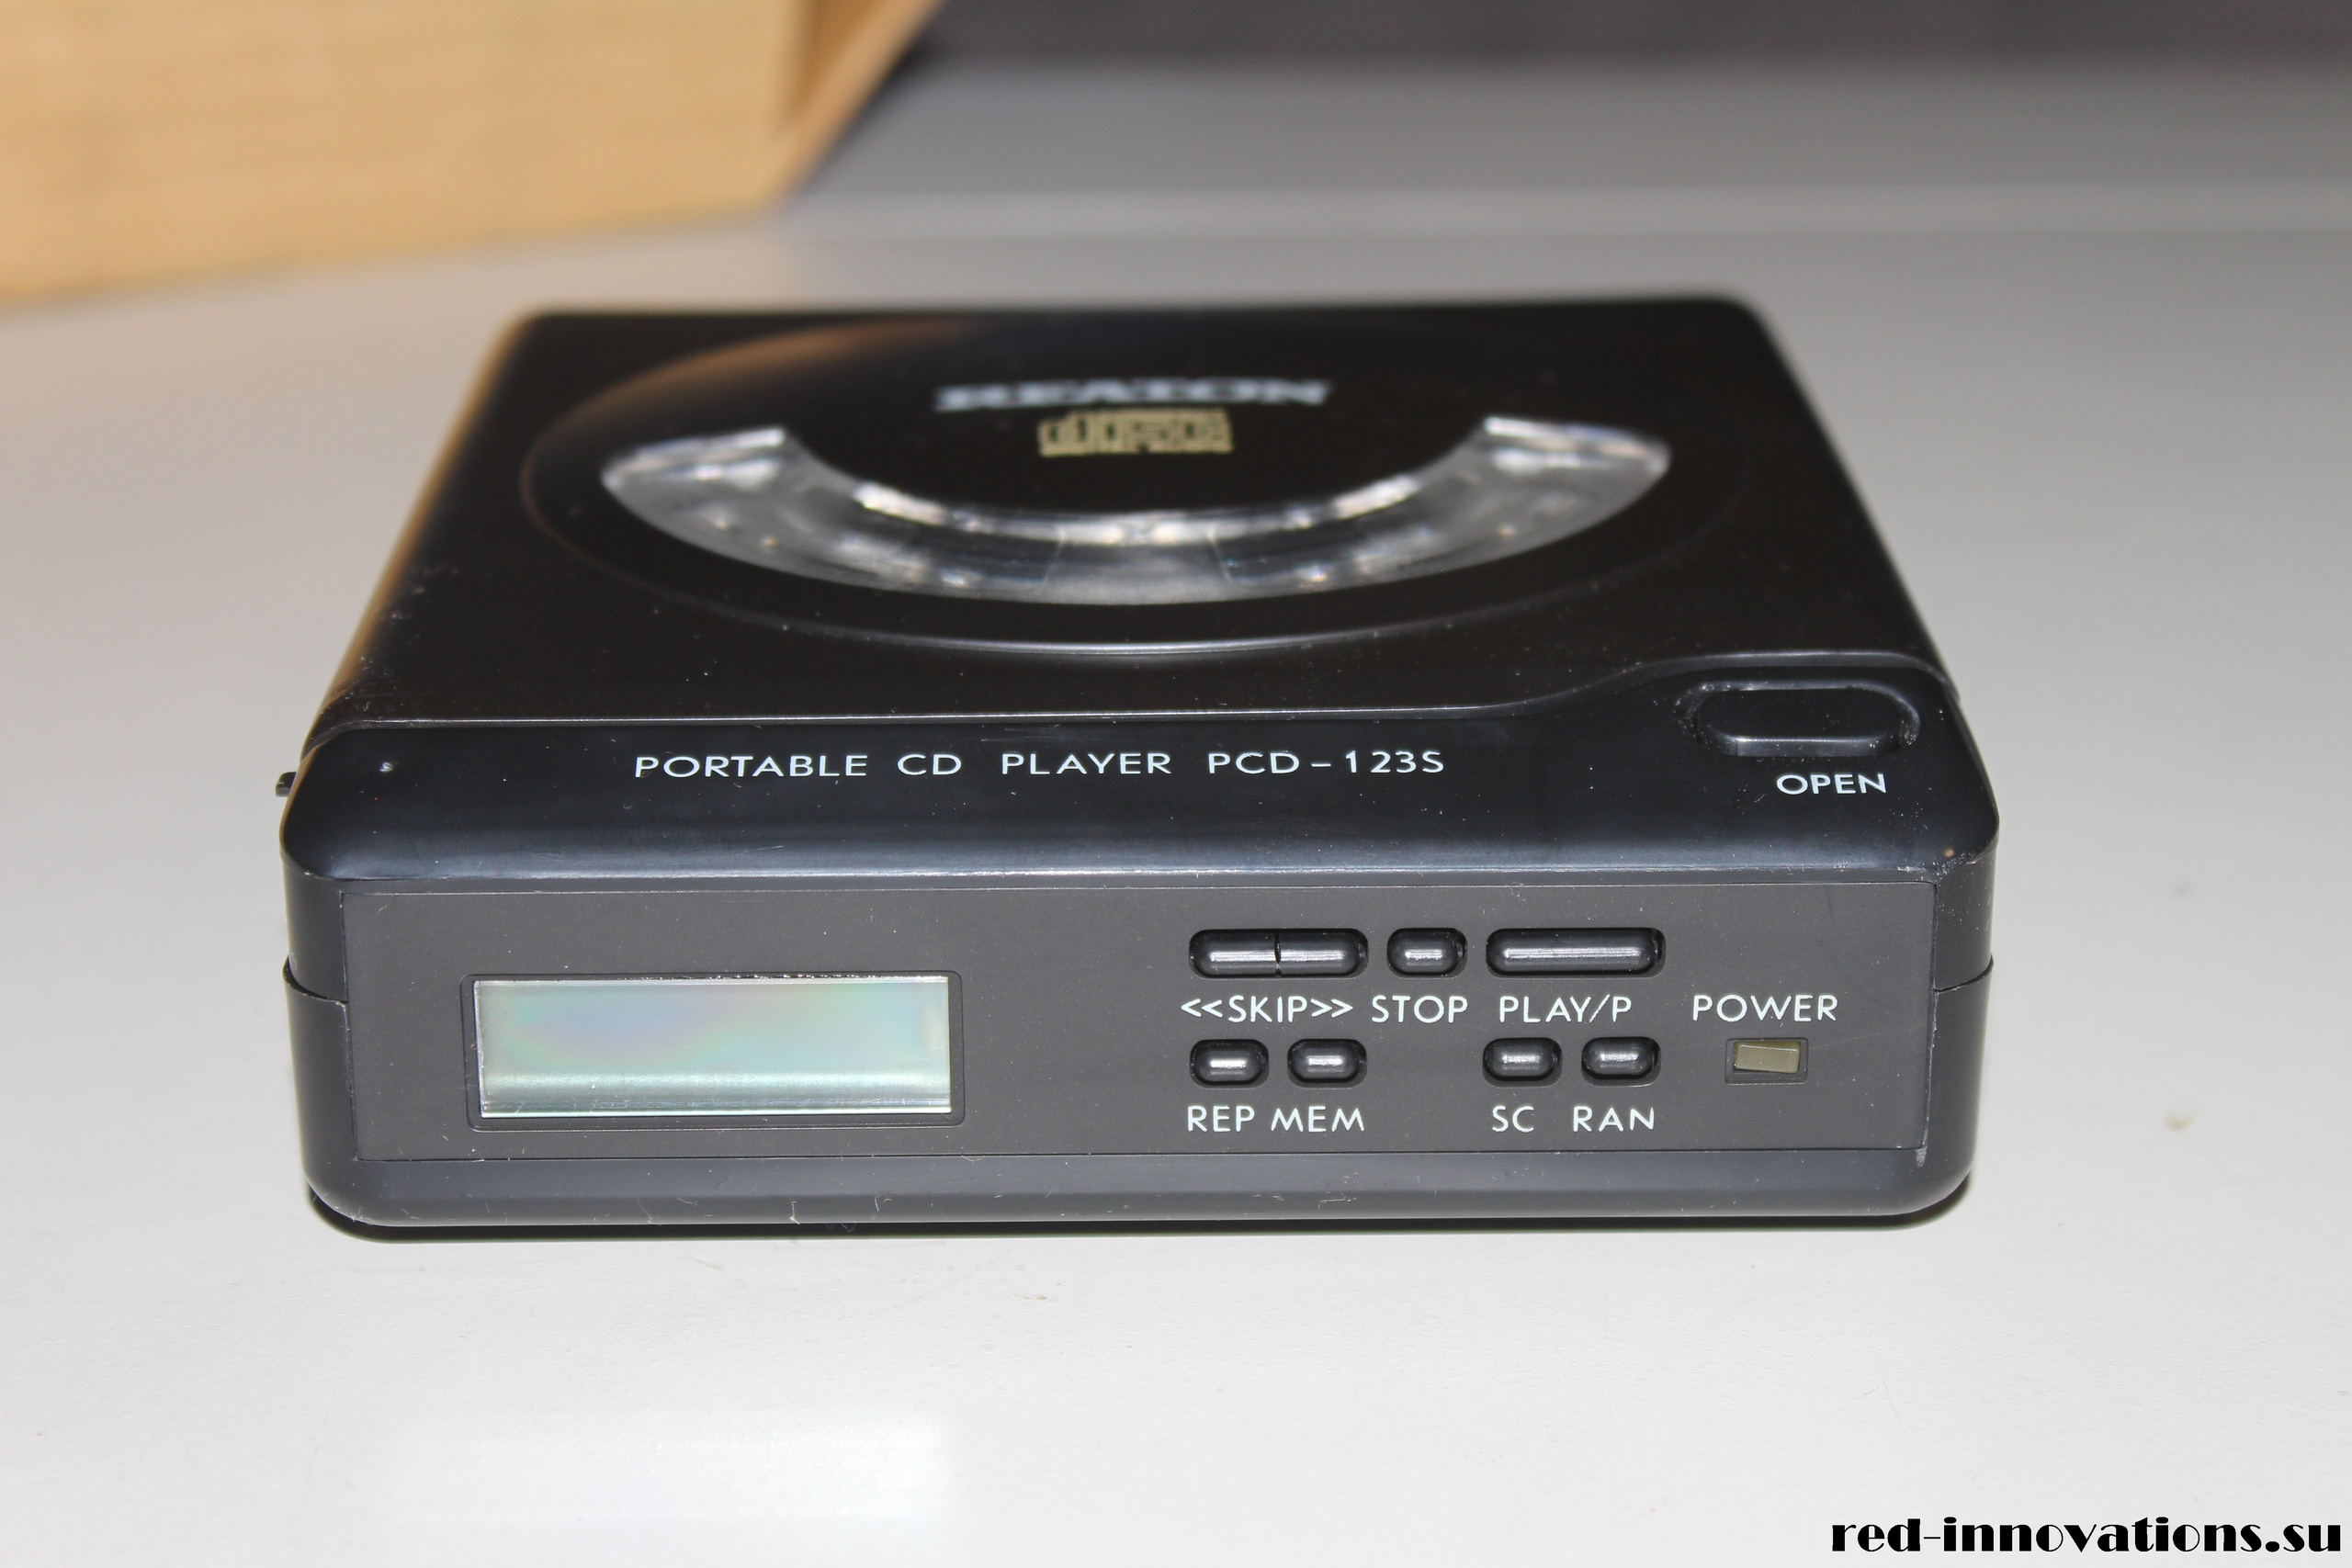 PORTABLE CD PLAYER PCD-123S
OPEN
<<SKIP>> STOP PLAY/P POWER
REP MEM SC RAN
red-innovations.su